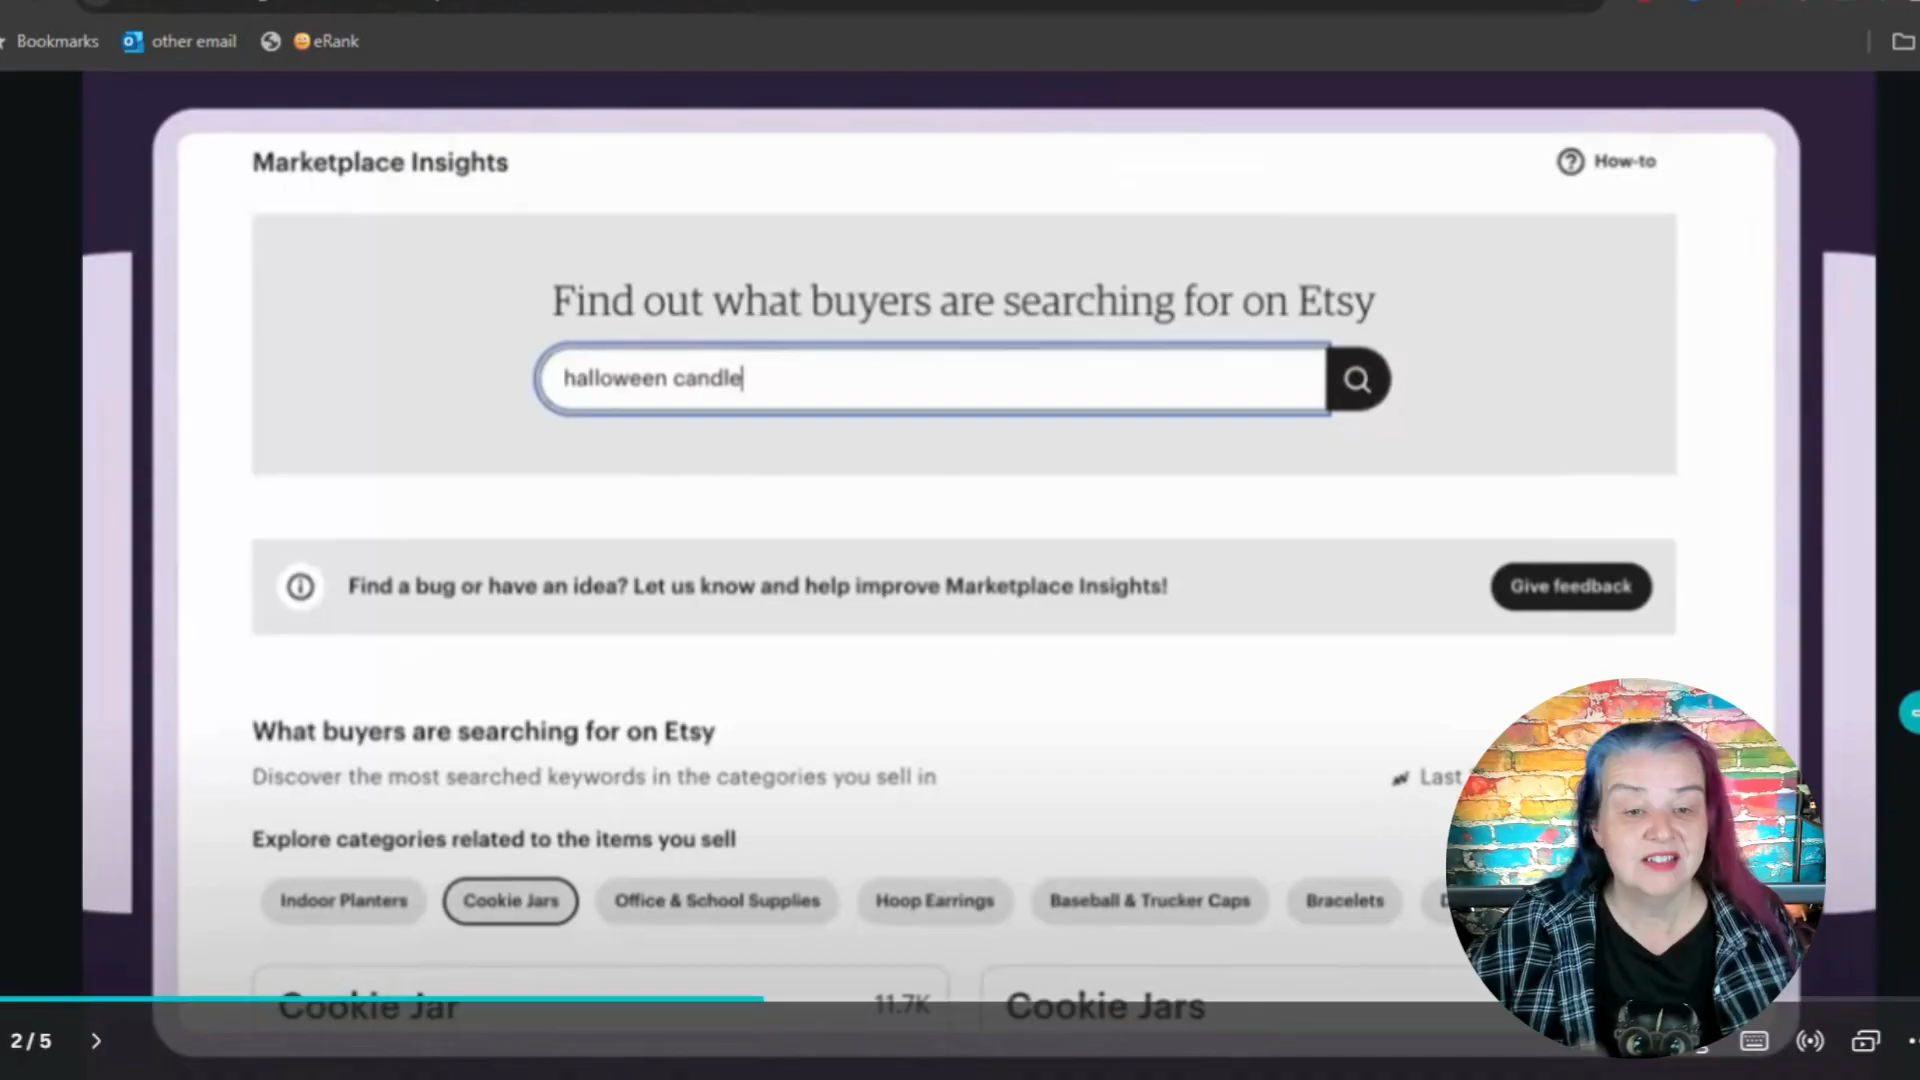 Bookmarks other email eRank
Marketplace Insights
How-to
Find out what buyers are searching for on Etsy
halloween candle
Find a bug or have an idea? Let us know and help improve Marketplace Insights!
Give feedback
What buyers are searching for on Etsy
Discover the most searched keywords in the categories you sell in
Last
Explore categories related to the items you sell
Indoor Planters Cookie Jars Office & School Supplies Hoop Earrings Baseball & Trucker Caps Bracelets
Cookie Jar 11.7K Cookie Jars
2 / 5